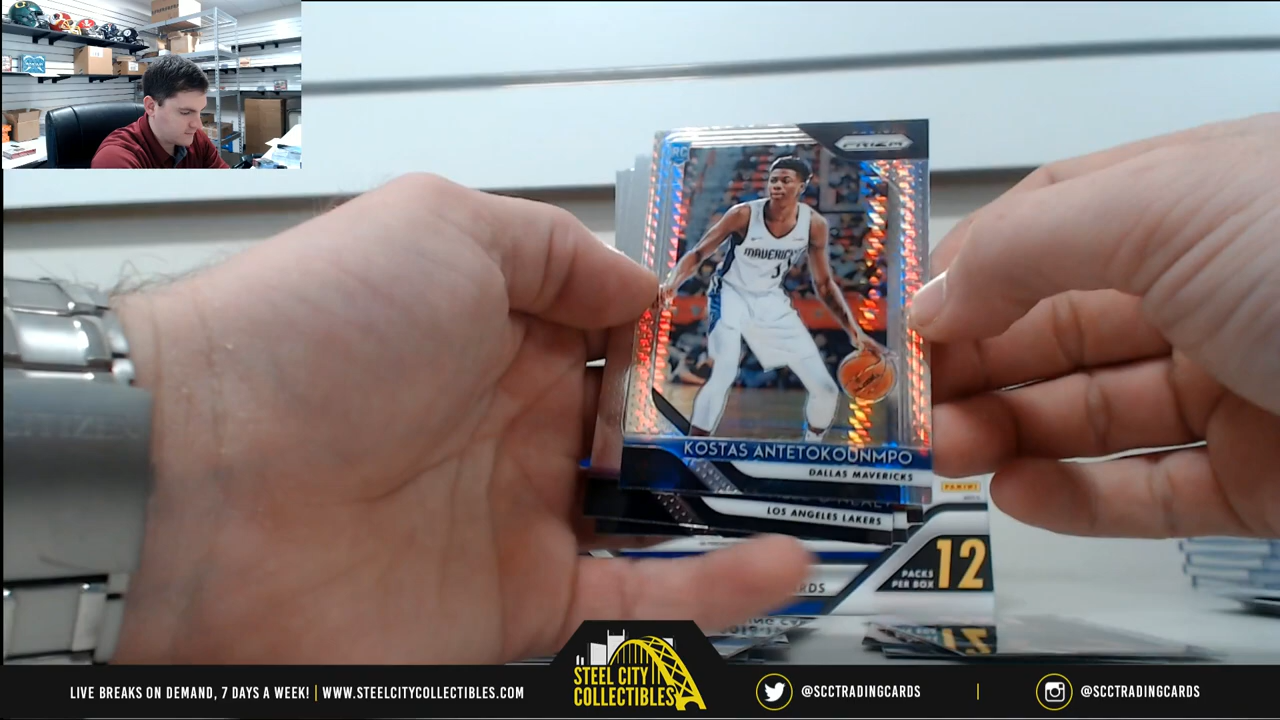 RC
PRIZM
MAVERICKS
KOSTAS ANTETOKOUNMPO
DALLAS MAVERICKS
PANINI
LOS ANGELES LAKERS
12
PACKS
PER BOX
STEEL CITY
COLLECTIBLES
LIVE BREAKS ON DEMAND, 7 DAYS A WEEK! | WWW.STEELCITYCOLLECTIBLES.COM
@SCCTRADINGCARDS | @SCCTRADINGCARDS